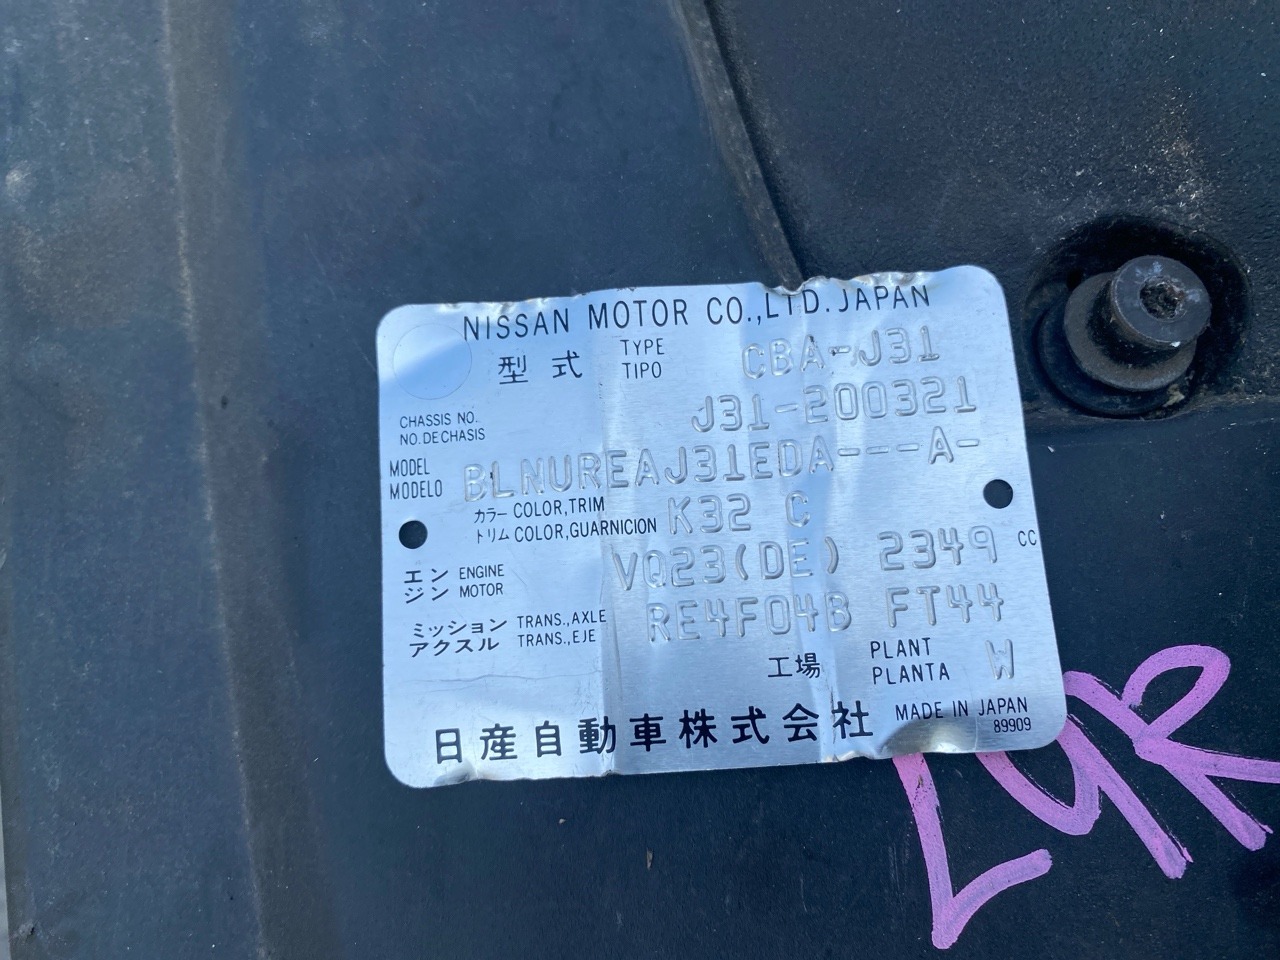 NISSAN MOTOR CO.,LTD. JAPAN
型式 TYPE TIPO CBA-J31
CHASSIS NO. NO. DE CHASIS J31-200321
MODEL MODELO BLNUREAJ31EDA---A-
カラー COLOR,TRIM
トリム COLOR,GUARNICION K32 C
エンジン ENGINE MOTOR VQ23(DE) 2349 CC
ミッション TRANS.,AXLE
アクスル TRANS.,EJE RE4F04B FT44
工場 PLANT PLANTA W
日産自動車株式会社 MADE IN JAPAN
89909